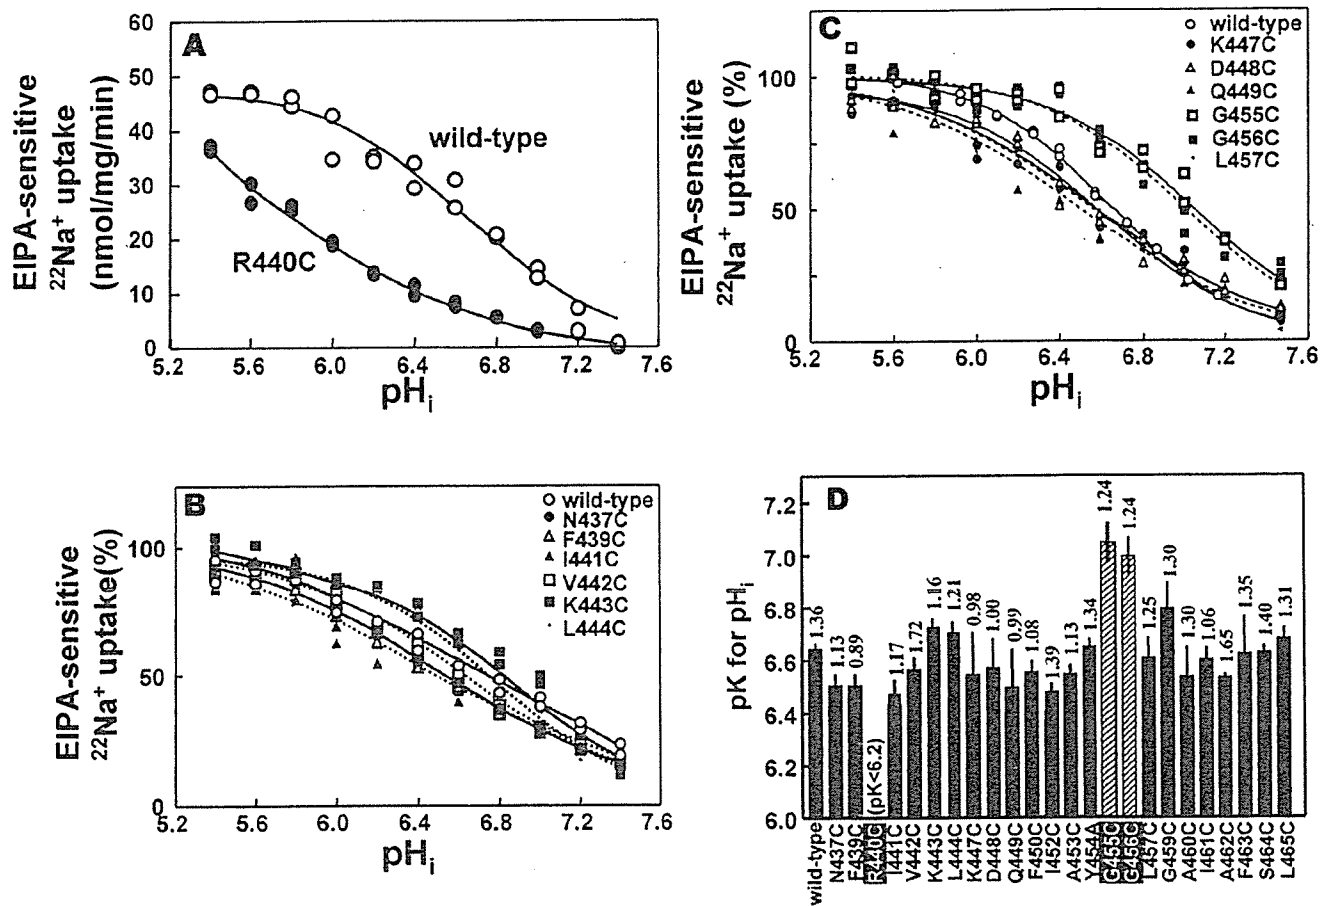 A
EIPA-sensitive
22Na+ uptake
(nmol/mg/min)
60
50
40
30
20
10
0
wild-type
R440C
5.2 5.6 6.0 6.4 6.8 7.2 7.6
pHi
C
EIPA-sensitive
22Na+ uptake (%)
100
50
0
wild-type
K447C
D448C
Q449C
G455C
G456C
L457C
5.2 5.6 6.0 6.4 6.8 7.2 7.6
pHi
B
EIPA-sensitive
22Na+ uptake(%)
100
50
0
wild-type
N437C
F439C
I441C
V442C
K443C
L444C
5.2 5.6 6.0 6.4 6.8 7.2 7.6
pHi
D
pK for pHi
7.2
7.0
6.8
6.6
6.4
6.2
6.0
1.36 1.13 0.89 (pK<6.2) 1.17 1.72 1.16 1.21 0.98 1.00 0.99 1.08 1.39 1.13 1.34 1.24 1.24 1.25 1.30 1.30 1.06 1.65 1.35 1.40 1.31
wild-type N437C F439C R440C I441C V442C K443C L444C K447C D448C Q449C F450C I452C A453C Y454A G455C G456C L457C G459C A460C I461C A462C F463C S464C L465C